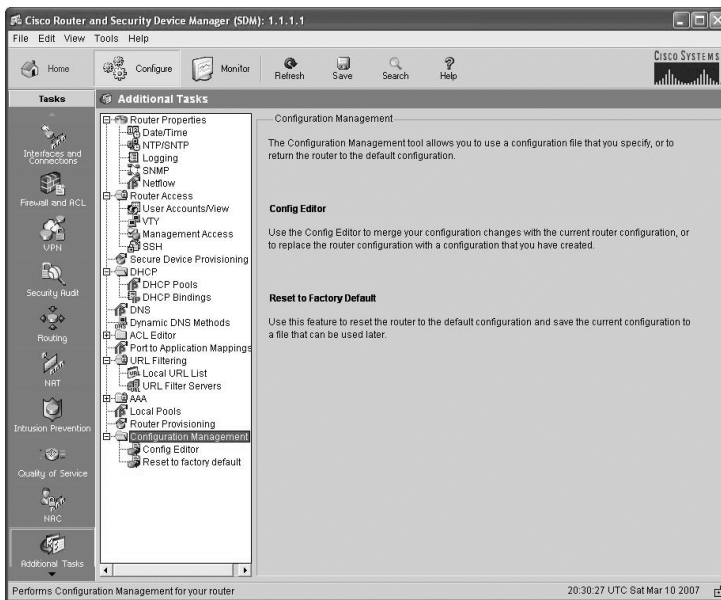 Cisco Router and Security Device Manager (SDM): 1.1.1.1
File Edit View Tools Help
Home Configure Monitor Refresh Save Search Help
CISCO SYSTEMS
Tasks
Additional Tasks
Interfaces and Connections
Firewall and ACL
VPN
Security Audit
Routing
NAT
Intrusion Prevention
Quality of Service
NAC
Additional Tasks
Router Properties
Date/Time
NTP/SNTP
Logging
SNMP
Netflow
Router Access
User Accounts/View
VTY
Management Access
SSH
Secure Device Provisioning
DHCP
DHCP Pools
DHCP Bindings
DNS
Dynamic DNS Methods
ACL Editor
Port to Application Mappings
URL Filtering
Local URL List
URL Filter Servers
AAA
Local Pools
Router Provisioning
Configuration Management
Config Editor
Reset to factory default
Configuration Management
The Configuration Management tool allows you to use a configuration file that you specify, or to
return the router to the default configuration.
Config Editor
Use the Config Editor to merge your configuration changes with the current router configuration, or
to replace the router configuration with a configuration that you have created.
Reset to Factory Default
Use this feature to reset the router to the default configuration and save the current configuration to
a file that can be used later.
Performs Configuration Management for your router
20:30:27 UTC Sat Mar 10 2007